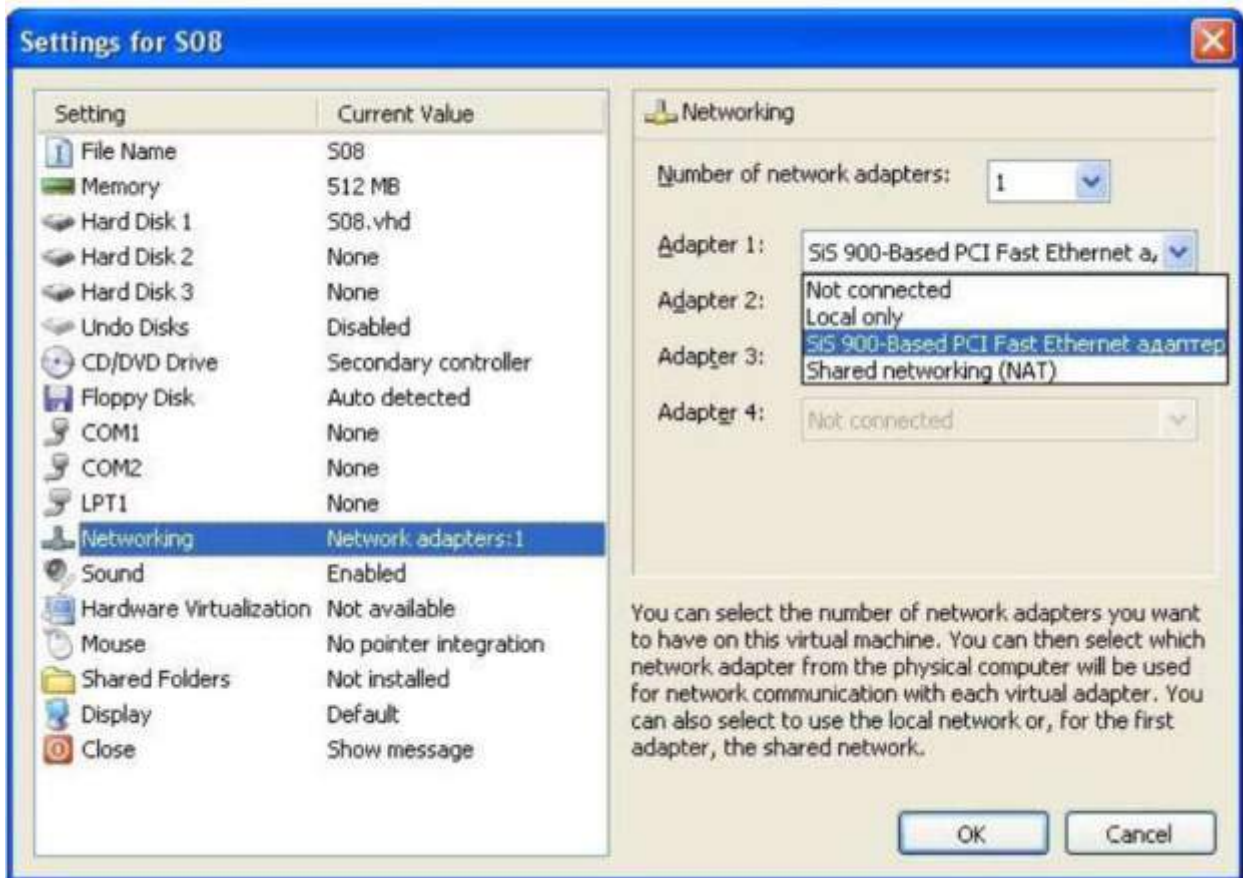 Settings for S08
Setting Current Value
File Name S08
Memory 512 MB
Hard Disk 1 S08.vhd
Hard Disk 2 None
Hard Disk 3 None
Undo Disks Disabled
CD/DVD Drive Secondary controller
Floppy Disk Auto detected
COM1 None
COM2 None
LPT1 None
Networking Network adapters:1
Sound Enabled
Hardware Virtualization Not available
Mouse No pointer integration
Shared Folders Not installed
Display Default
Close Show message
Networking
Number of network adapters: 1
Adapter 1: SiS 900-Based PCI Fast Ethernet а,
Not connected
Adapter 2:
Local only
SiS 900-Based PCI Fast Ethernet адаптер
Adapter 3:
Shared networking (NAT)
Adapter 4: Not connected
You can select the number of network adapters you want
to have on this virtual machine. You can then select which
network adapter from the physical computer will be used
for network communication with each virtual adapter. You
can also select to use the local network or, for the first
adapter, the shared network.
OK Cancel